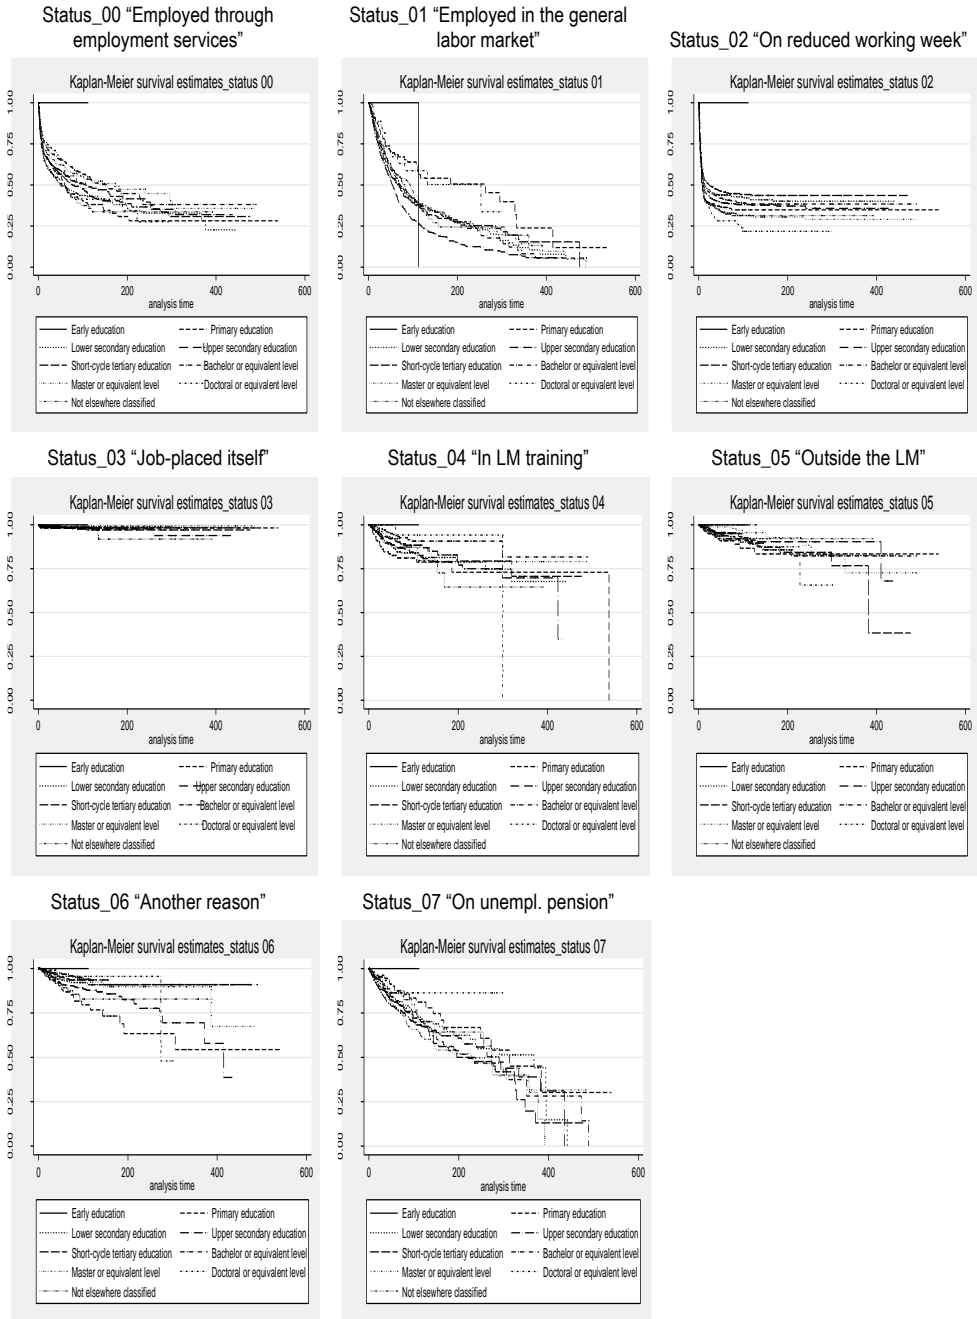 Status_00 “Employed through
employment services”
Status_01 “Employed in the general
labor market”
Status_02 “On reduced working week”
Kaplan-Meier survival estimates_status 00
1.00
0.75
0.50
0.25
0.00
0 200 400 600
analysis time
Early education Primary education
Lower secondary education Upper secondary education
Short-cycle tertiary education Bachelor or equivalent level
Master or equivalent level Doctoral or equivalent level
Not elsewhere classified
Kaplan-Meier survival estimates_status 01
1.00
0.75
0.50
0.25
0.00
0 200 400 600
analysis time
Early education Primary education
Lower secondary education Upper secondary education
Short-cycle tertiary education Bachelor or equivalent level
Master or equivalent level Doctoral or equivalent level
Not elsewhere classified
Kaplan-Meier survival estimates_status 02
1.00
0.75
0.50
0.25
0.00
0 200 400 600
analysis time
Early education Primary education
Lower secondary education Upper secondary education
Short-cycle tertiary education Bachelor or equivalent level
Master or equivalent level Doctoral or equivalent level
Not elsewhere classified
Status_03 “Job-placed itself”
Status_04 “In LM training”
Status_05 “Outside the LM”
Kaplan-Meier survival estimates_status 03
1.00
0.75
0.50
0.25
0.00
0 200 400 600
analysis time
Early education Primary education
Lower secondary education Upper secondary education
Short-cycle tertiary education Bachelor or equivalent level
Master or equivalent level Doctoral or equivalent level
Not elsewhere classified
Kaplan-Meier survival estimates_status 04
1.00
0.75
0.50
0.25
0.00
0 200 400 600
analysis time
Early education Primary education
Lower secondary education Upper secondary education
Short-cycle tertiary education Bachelor or equivalent level
Master or equivalent level Doctoral or equivalent level
Not elsewhere classified
Kaplan-Meier survival estimates_status 05
1.00
0.75
0.50
0.25
0.00
0 200 400 600
analysis time
Early education Primary education
Lower secondary education Upper secondary education
Short-cycle tertiary education Bachelor or equivalent level
Master or equivalent level Doctoral or equivalent level
Not elsewhere classified
Status_06 “Another reason”
Status_07 “On unempl. pension”
Kaplan-Meier survival estimates_status 06
1.00
0.75
0.50
0.25
0.00
0 200 400 600
analysis time
Early education Primary education
Lower secondary education Upper secondary education
Short-cycle tertiary education Bachelor or equivalent level
Master or equivalent level Doctoral or equivalent level
Not elsewhere classified
Kaplan-Meier survival estimates_status 07
1.00
0.75
0.50
0.25
0.00
0 200 400 600
analysis time
Early education Primary education
Lower secondary education Upper secondary education
Short-cycle tertiary education Bachelor or equivalent level
Master or equivalent level Doctoral or equivalent level
Not elsewhere classified